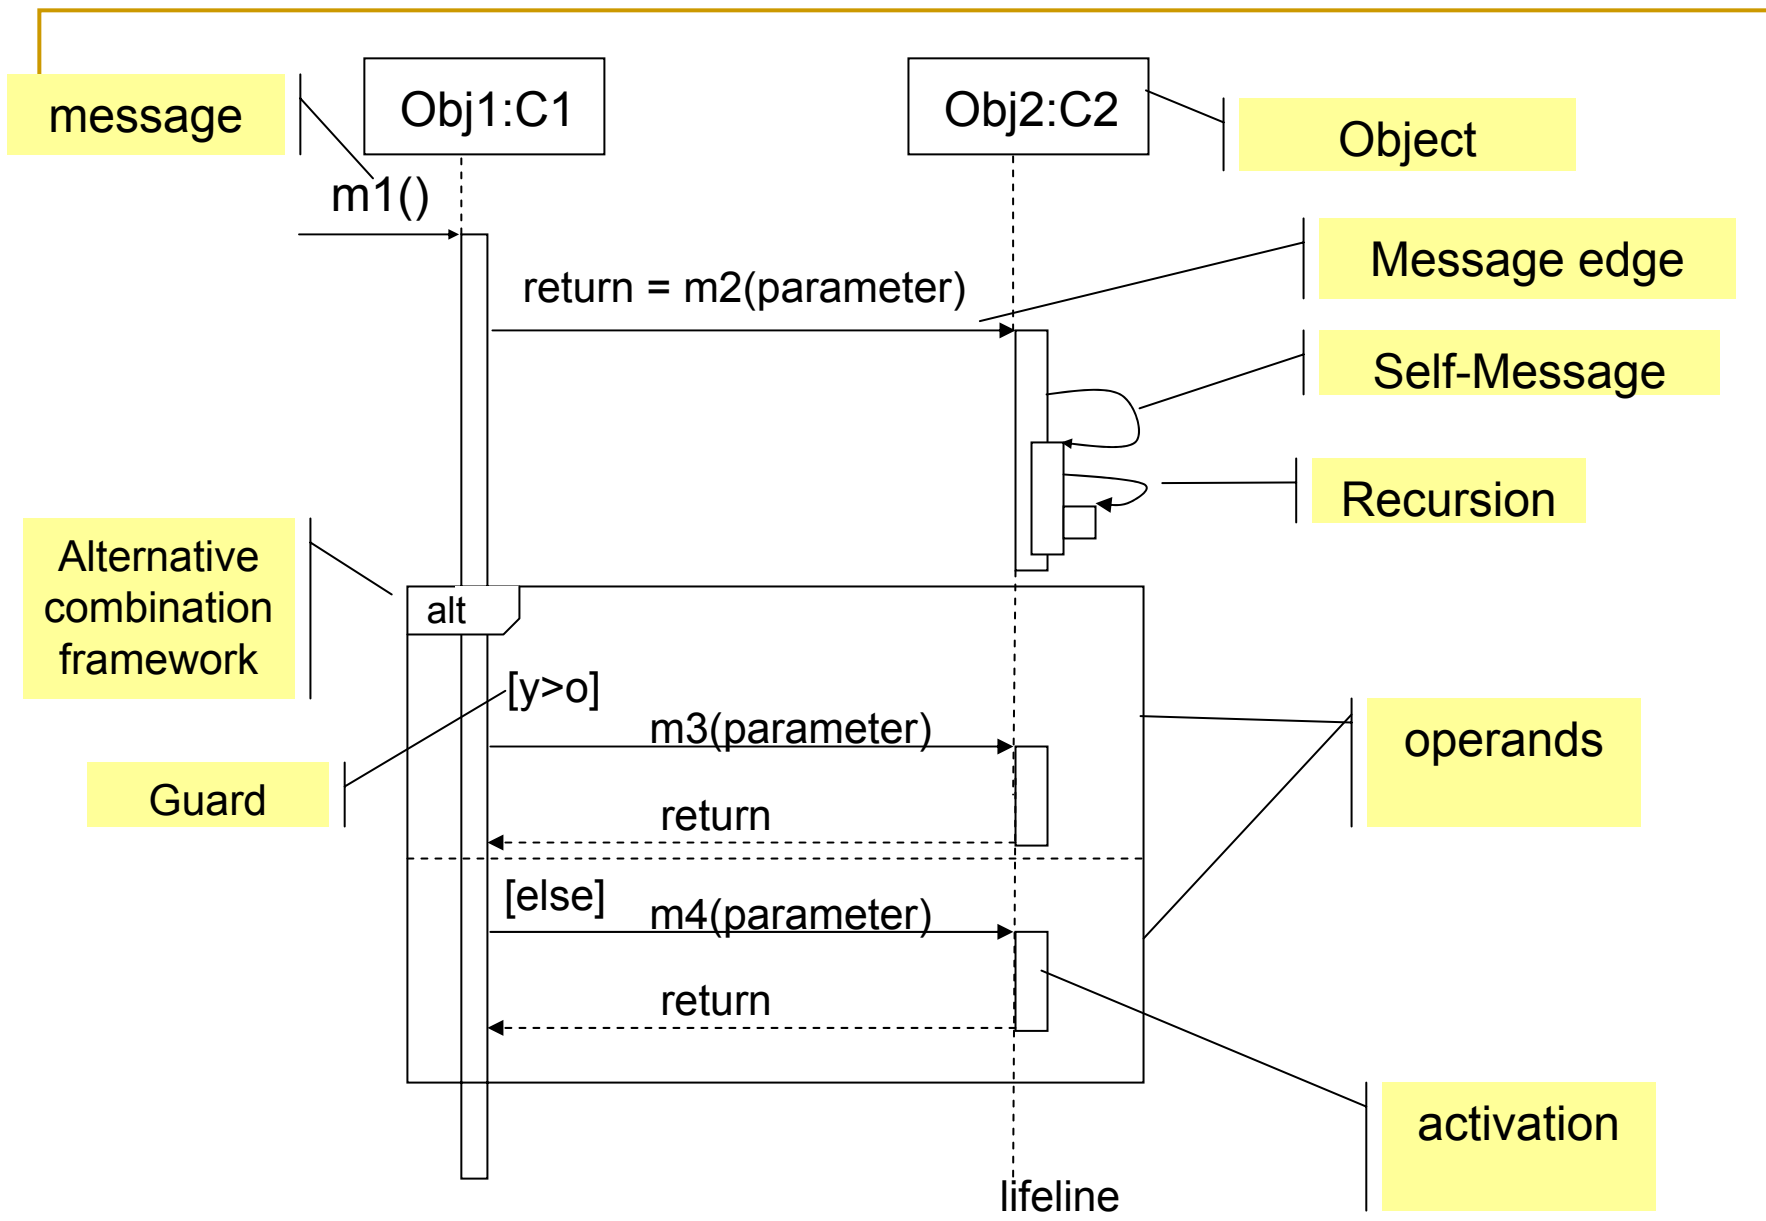 message
Obj1:C1
Obj2:C2
Object
m1()
Message edge
return = m2(parameter)
Self-Message
Recursion
Alternative
combination
framework
alt
[y>o]
m3(parameter)
operands
Guard
return
[else]
m4(parameter)
return
activation
lifeline